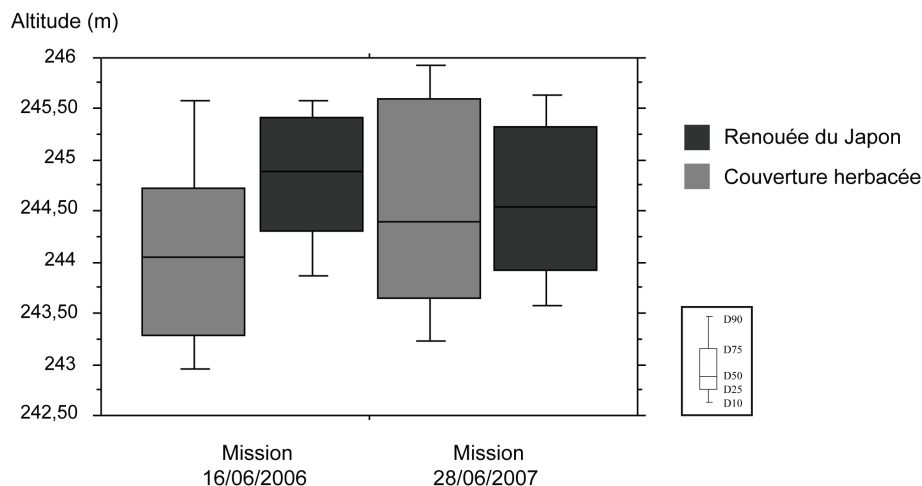 Altitude (m)
246
245,50
245
244,50
244
243,50
243
242,50
Renouée du Japon
Couverture herbacée
D90
D75
D50
D25
D10
Mission
16/06/2006
Mission
28/06/2007